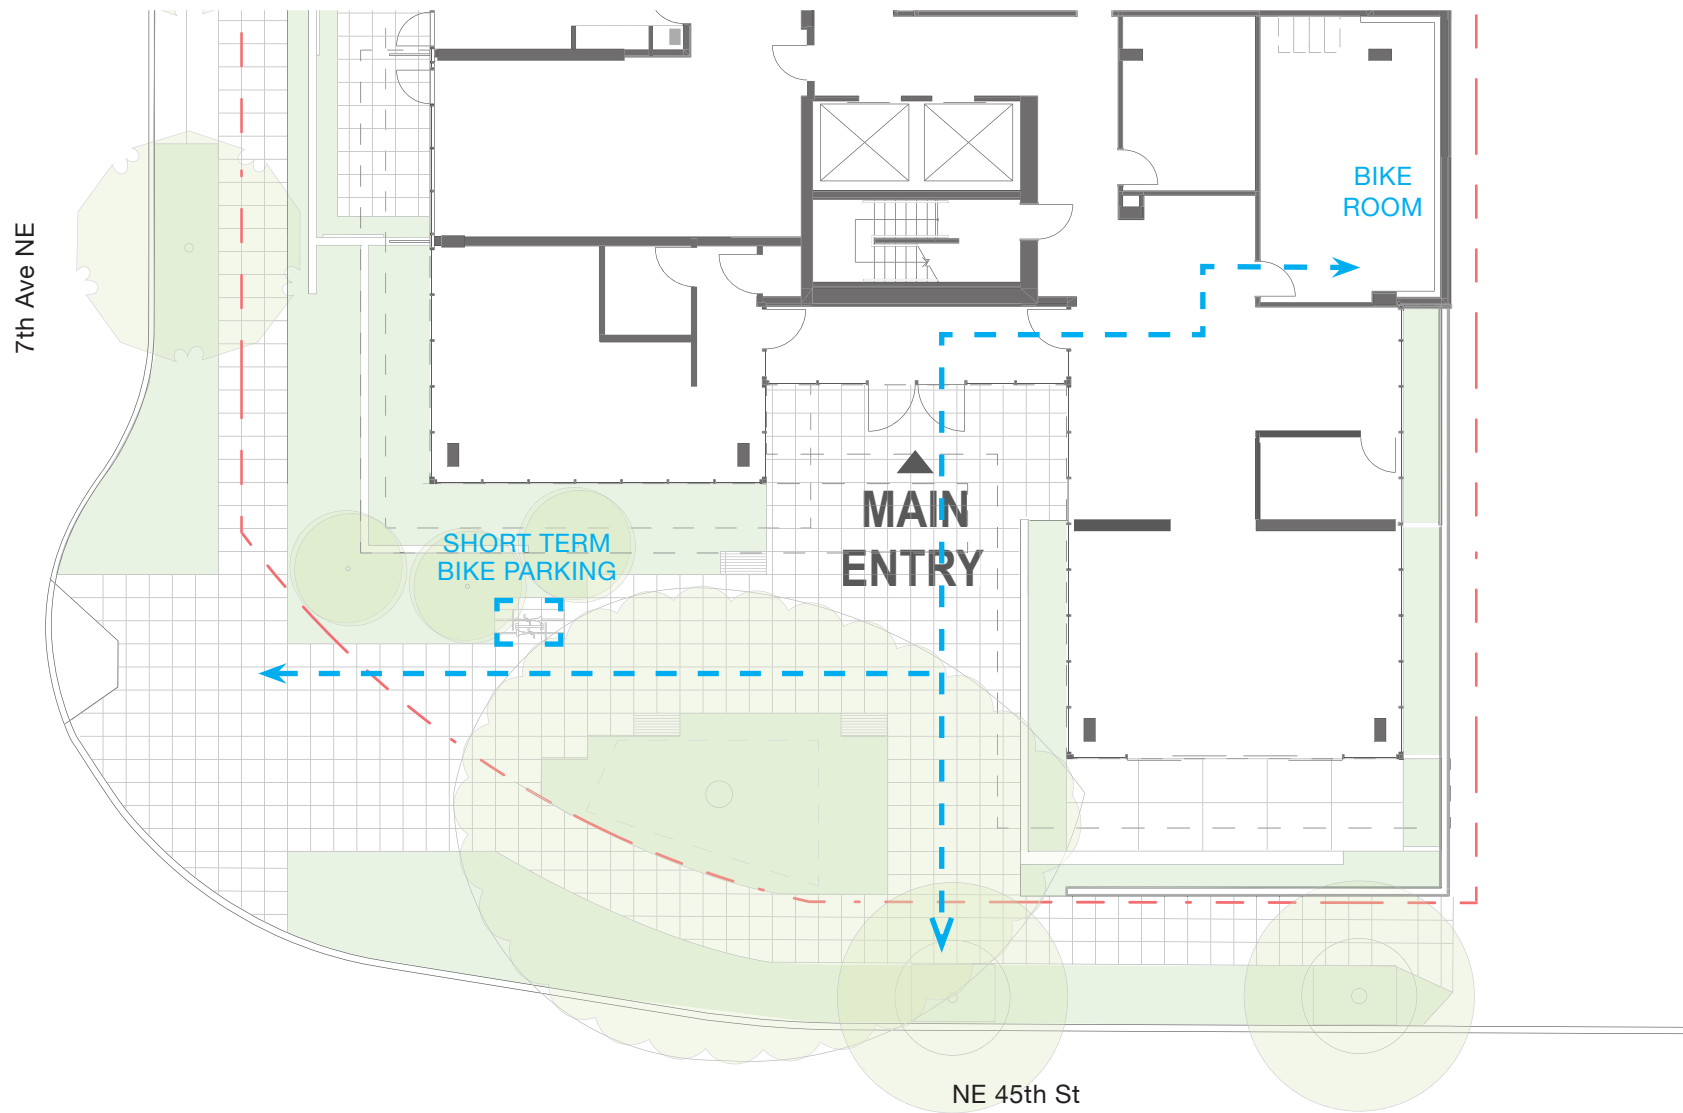 BIKE
ROOM
7th Ave NE
MAIN
ENTRY
SHORT TERM
BIKE PARKING
NE 45th St